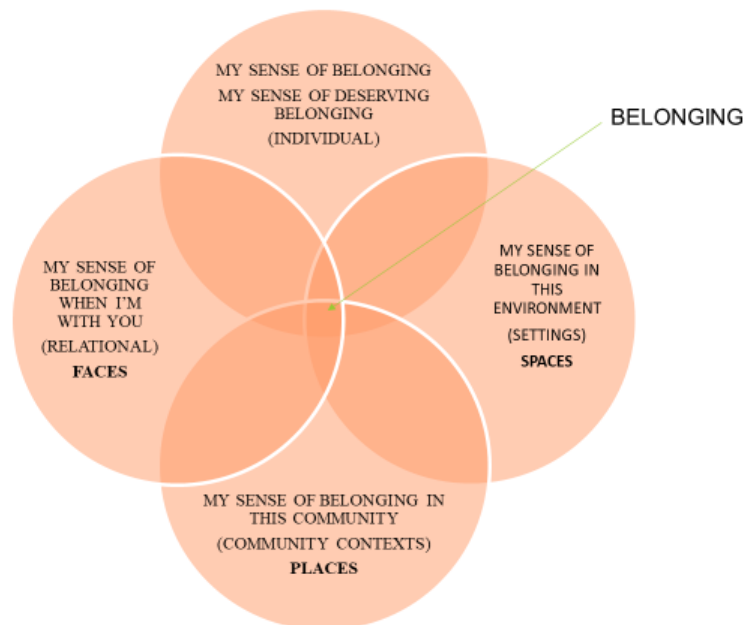 MY SENSE OF BELONGING
MY SENSE OF DESERVING
BELONGING
(INDIVIDUAL)
BELONGING
MY SENSE OF
BELONGING
WHEN I'M
WITH YOU
(RELATIONAL)
FACES
MY SENSE OF
BELONGING IN
THIS
ENVIRONMENT
(SETTINGS)
SPACES
MY SENSE OF BELONGING IN
THIS COMMUNITY
(COMMUNITY CONTEXTS)
PLACES